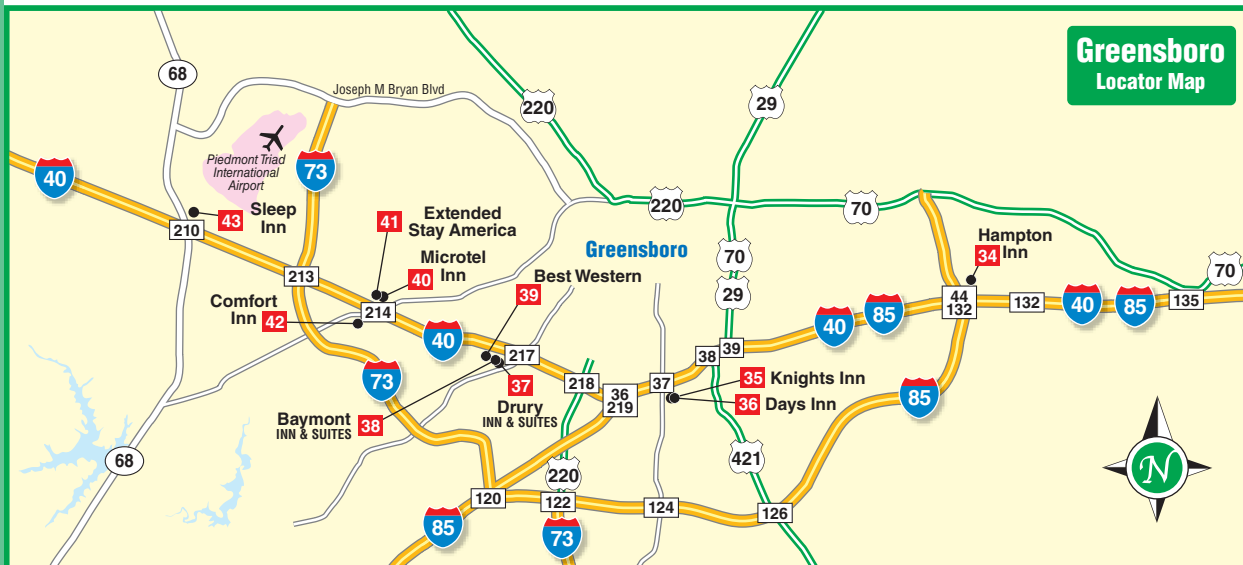 Greensboro
Locator Map
68
Joseph M Bryan Blvd
220
29
40
Piedmont Triad
International
Airport
73
43
Sleep
Inn
41
Extended
Stay America
220
70
210
Greensboro
Hampton
Inn
34
213
40
Microtel
Inn
Best Western
39
70
29
70
Comfort
Inn
42
214
40
44
132
132
40
85
135
217
40
85
38
39
73
37
Drury
INN & SUITES
218
36
219
37
35
Knights Inn
36
Days Inn
85
Baymont
INN & SUITES
38
68
220
421
120
122
124
126
85
73
N